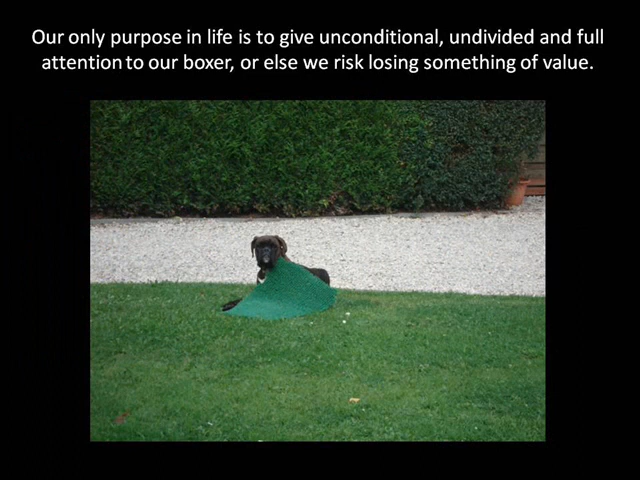 Our only purpose in life is to give unconditional, undivided and full
attention to our boxer, or else we risk losing something of value.